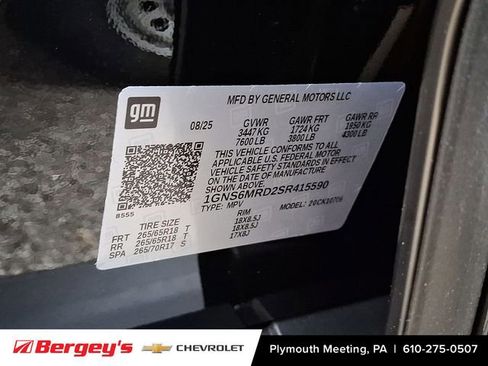 gm
MFD BY GENERAL MOTORS LLC
08/25 GVWR GAWR FRT GAWR RR
3447 KG 1724 KG 1950 KG
7600 LB 3800 LB 4300 LB
THIS VEHICLE CONFORMS TO ALL
APPLICABLE U.S. FEDERAL MOTOR
VEHICLE SAFETY STANDARDS IN EFFECT
ON THE DATE OF MANUFACTURE SHOWN ABOVE.
1GNS6MRD2SR415590
TYPE: MPV MODEL: 20CK10706
8555
TIRE SIZE RIM
FRT 265/65R18 T 18X8.5J
RR 265/65R18 T 18X8.5J
SPA 265/70R17 S 17X8J
Bergey's CHEVROLET Plymouth Meeting, PA | 610-275-0507